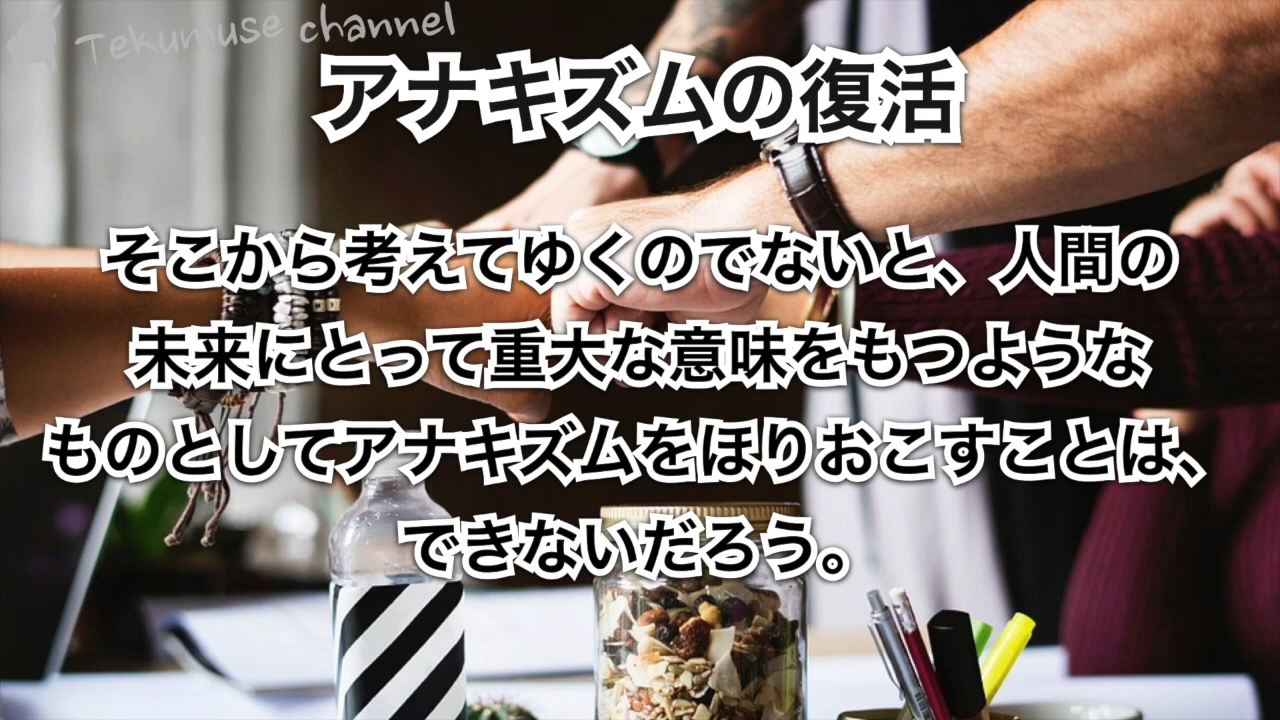 Tekumuse channel
アナキズムの復活
そこから考えてゆくのでないと、人間の
未来にとって重大な意味をもつような
ものとしてアナキズムをほりおこすことは、
できないだろう。